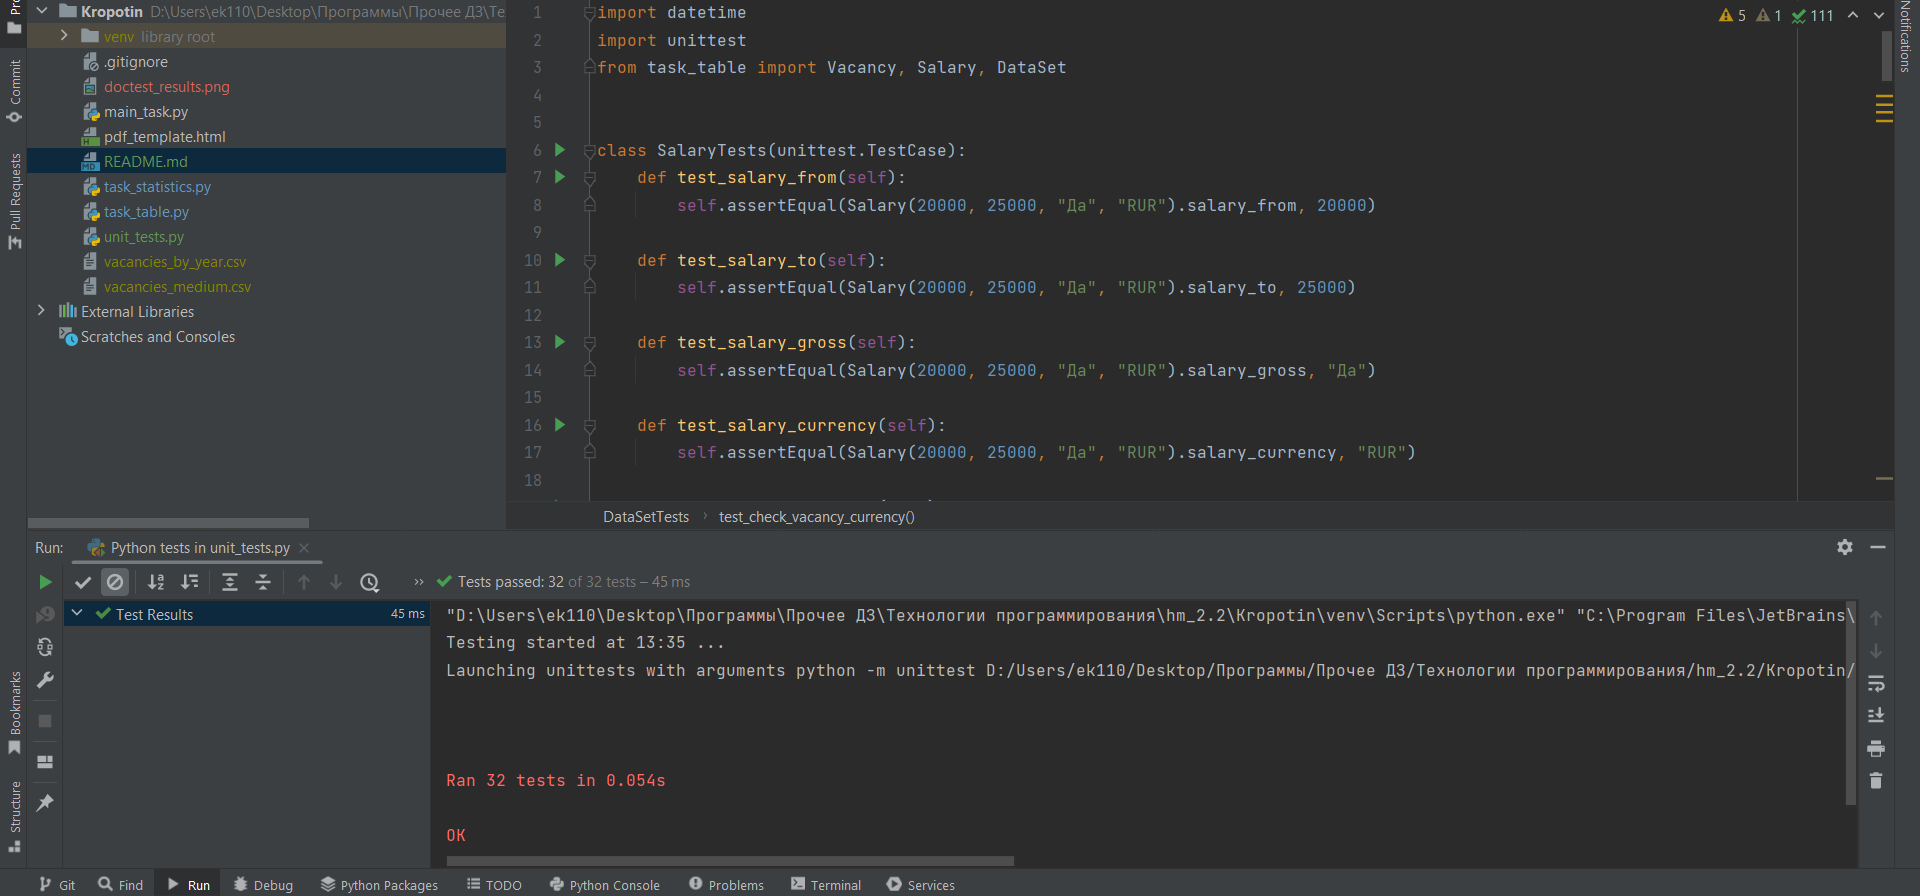 Kropotin D:\Users\ek110\Desktop\Программы\Прочее ДЗ\Те
venv library root
.gitignore
doctest_results.png
main_task.py
pdf_template.html
README.md
task_statistics.py
task_table.py
unit_tests.py
vacancies_by_year.csv
vacancies_medium.csv
External Libraries
Scratches and Consoles
Commit
Pull Requests
Bookmarks
Structure
Notifications
5 1 111
1 import datetime
2 import unittest
3 from task_table import Vacancy, Salary, DataSet
4
5
6 class SalaryTests(unittest.TestCase):
7 def test_salary_from(self):
8 self.assertEqual(Salary(20000, 25000, "Да", "RUR").salary_from, 20000)
9
10 def test_salary_to(self):
11 self.assertEqual(Salary(20000, 25000, "Да", "RUR").salary_to, 25000)
12
13 def test_salary_gross(self):
14 self.assertEqual(Salary(20000, 25000, "Да", "RUR").salary_gross, "Да")
15
16 def test_salary_currency(self):
17 self.assertEqual(Salary(20000, 25000, "Да", "RUR").salary_currency, "RUR")
18
DataSetTests › test_check_vacancy_currency()
Run: Python tests in unit_tests.py
» Tests passed: 32 of 32 tests – 45 ms
Test Results 45 ms
"D:\Users\ek110\Desktop\Программы\Прочее ДЗ\Технологии программирования\hm_2.2\Kropotin\venv\Scripts\python.exe" "C:\Program Files\JetBrains\
Testing started at 13:35 ...
Launching unittests with arguments python -m unittest D:/Users/ek110/Desktop/Программы/Прочее ДЗ/Технологии программирования/hm_2.2/Kropotin/
Ran 32 tests in 0.054s
OK
Git Find Run Debug Python Packages TODO Python Console Problems Terminal Services